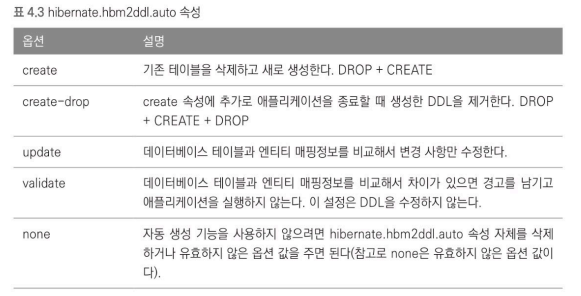 표 4.3 hibernate.hbm2ddl.auto 속성
옵션 설명
create 기존 테이블을 삭제하고 새로 생성한다. DROP + CREATE
create-drop create 속성에 추가로 애플리케이션을 종료할 때 생성한 DDL을 제거한다. DROP
+ CREATE + DROP
update 데이터베이스 테이블과 엔티티 매핑정보를 비교해서 변경 사항만 수정한다.
validate 데이터베이스 테이블과 엔티티 매핑정보를 비교해서 차이가 있으면 경고를 남기고
애플리케이션을 실행하지 않는다. 이 설정은 DDL을 수정하지 않는다.
none 자동 생성 기능을 사용하지 않으려면 hibernate.hbm2ddl.auto 속성 자체를 삭제
하거나 유효하지 않은 옵션 값을 주면 된다(참고로 none은 유효하지 않은 옵션 값이
다).